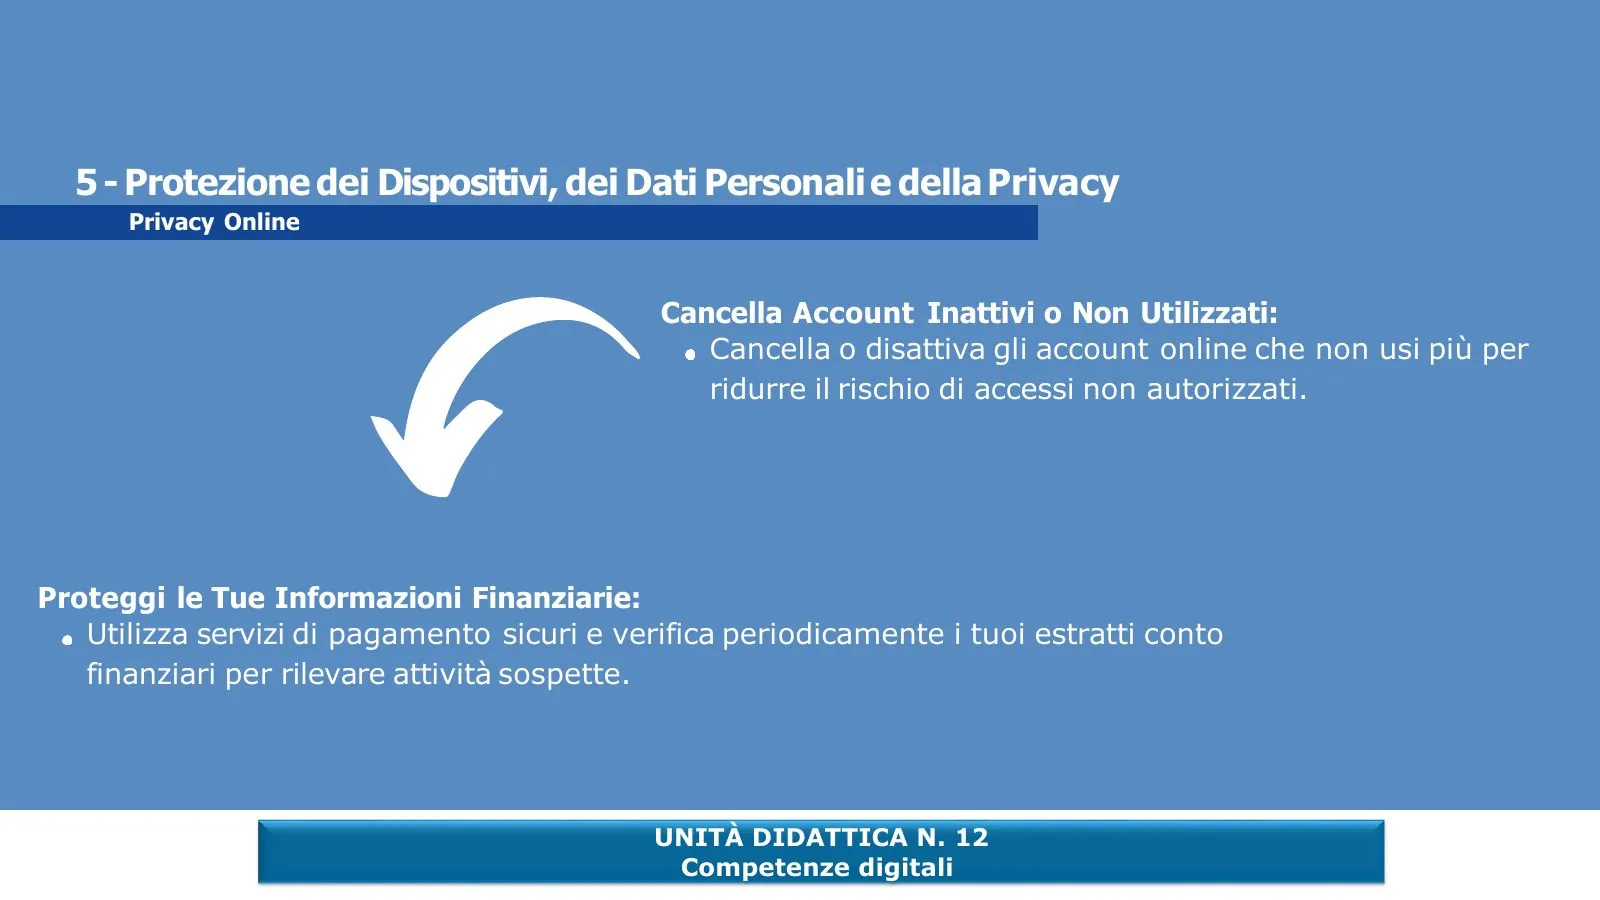 5 - Protezione dei Dispositivi, dei Dati Personali e della Privacy
Privacy Online
Cancella Account Inattivi o Non Utilizzati:
• Cancella o disattiva gli account online che non usi più per
ridurre il rischio di accessi non autorizzati.
Proteggi le Tue Informazioni Finanziarie:
• Utilizza servizi di pagamento sicuri e verifica periodicamente i tuoi estratti conto
finanziari per rilevare attività sospette.
UNITÀ DIDATTICA N. 12
Competenze digitali